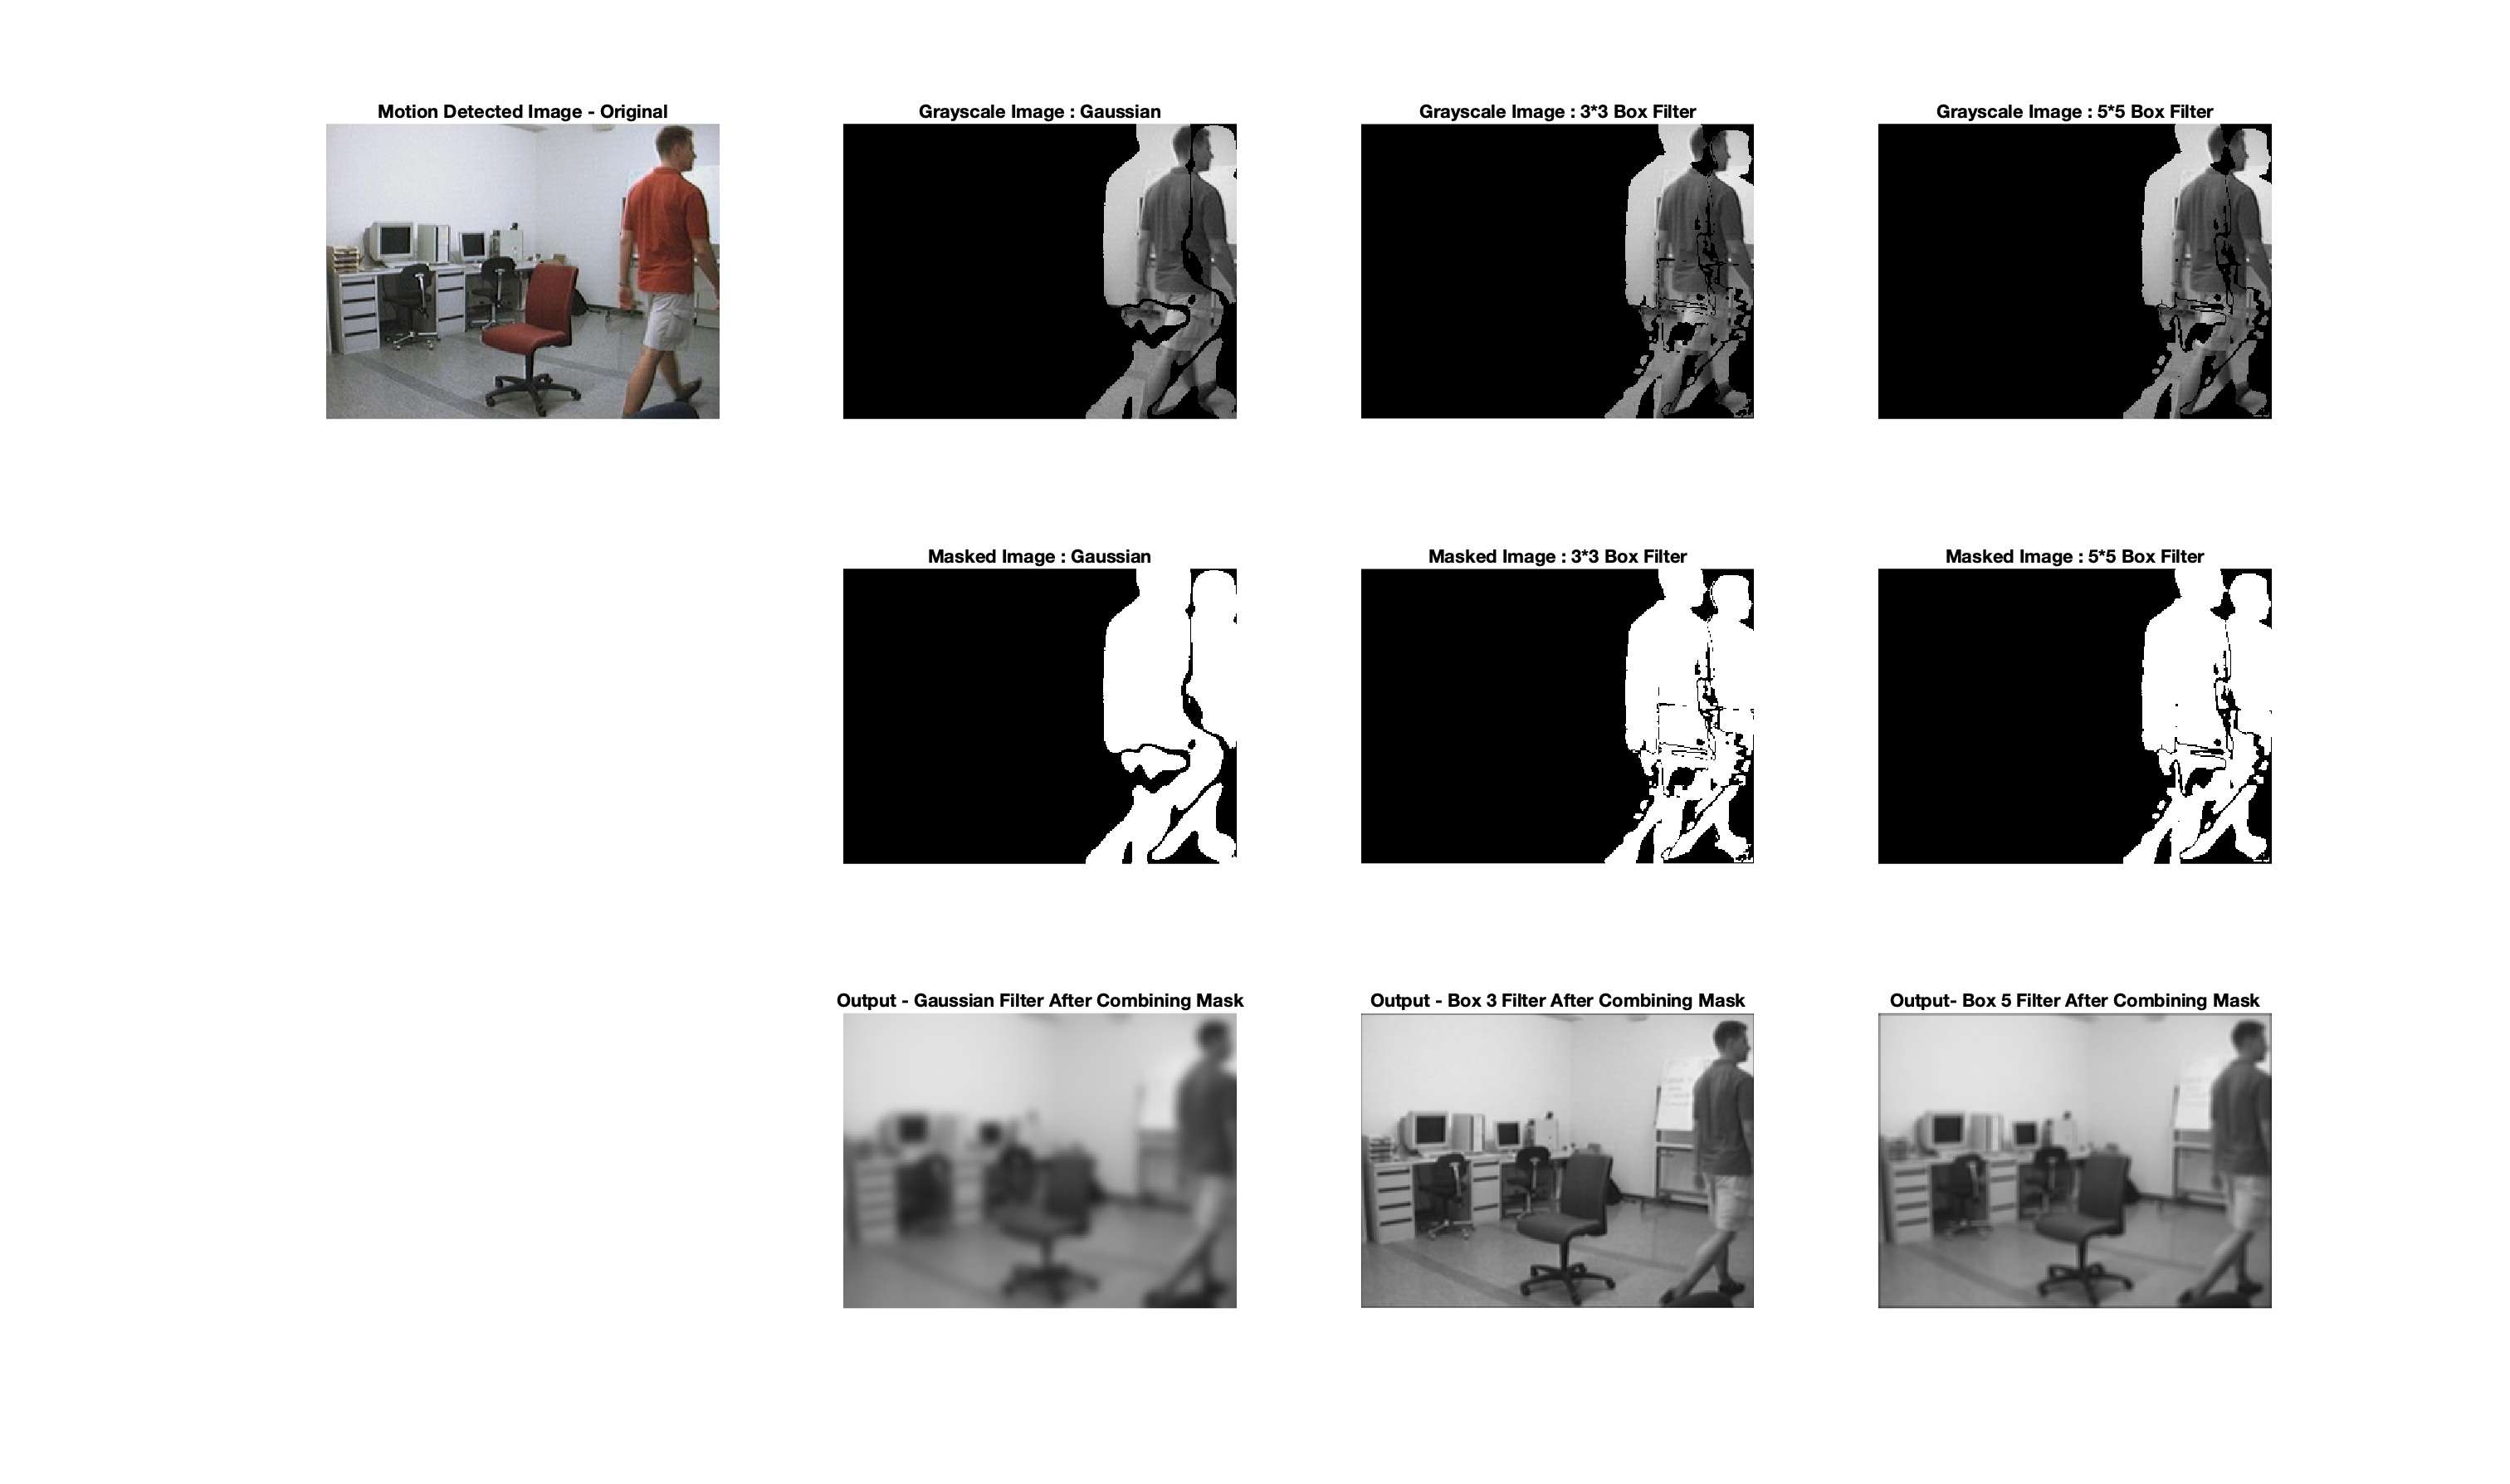 Motion Detected Image - Original
Grayscale Image : Gaussian
Grayscale Image : 3*3 Box Filter
Grayscale Image : 5*5 Box Filter
Masked Image : Gaussian
Masked Image : 3*3 Box Filter
Masked Image : 5*5 Box Filter
Output - Gaussian Filter After Combining Mask
Output - Box 3 Filter After Combining Mask
Output- Box 5 Filter After Combining Mask